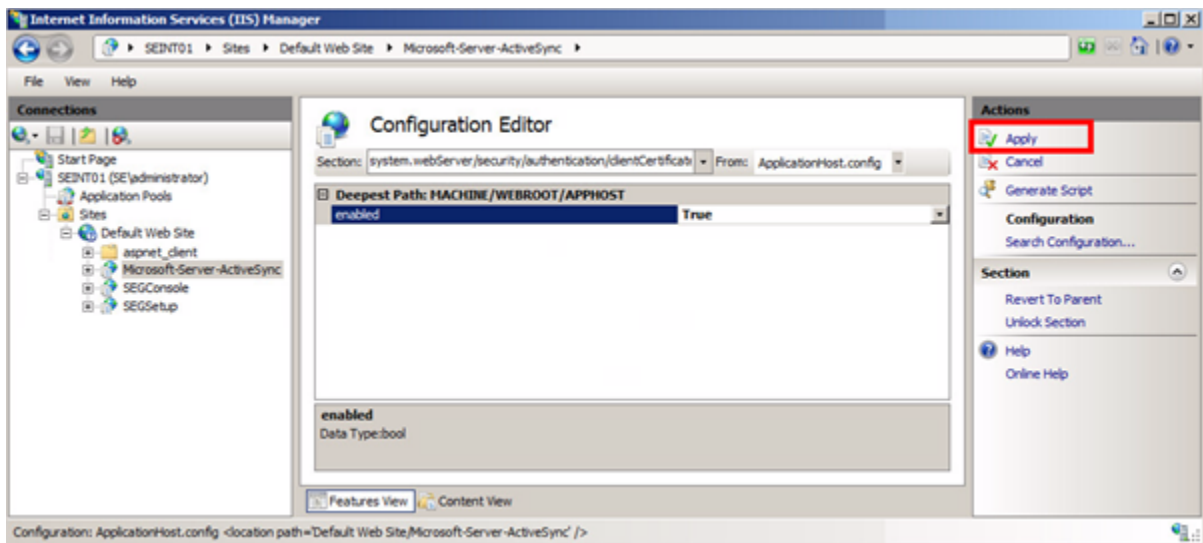 Internet Information Services (IIS) Manager
SEINT01 Sites Default Web Site Microsoft-Server-ActiveSync
File View Help
Connections
Start Page
SEINT01 (SE\administrator)
Application Pools
Sites
Default Web Site
aspnet_client
Microsoft-Server-ActiveSync
SEGConsole
SEGSetup
Configuration Editor
Section: system.webServer/security/authentication/clientCertificate From: ApplicationHost.config
Deepest Path: MACHINE/WEBROOT/APPHOST
enabled True
enabled
Data Type:bool
Features View Content View
Actions
Apply
Cancel
Generate Script
Configuration
Search Configuration...
Section
Revert To Parent
Unlock Section
Help
Online Help
Configuration: ApplicationHost.config <location path='Default Web Site/Microsoft-Server-ActiveSync' />